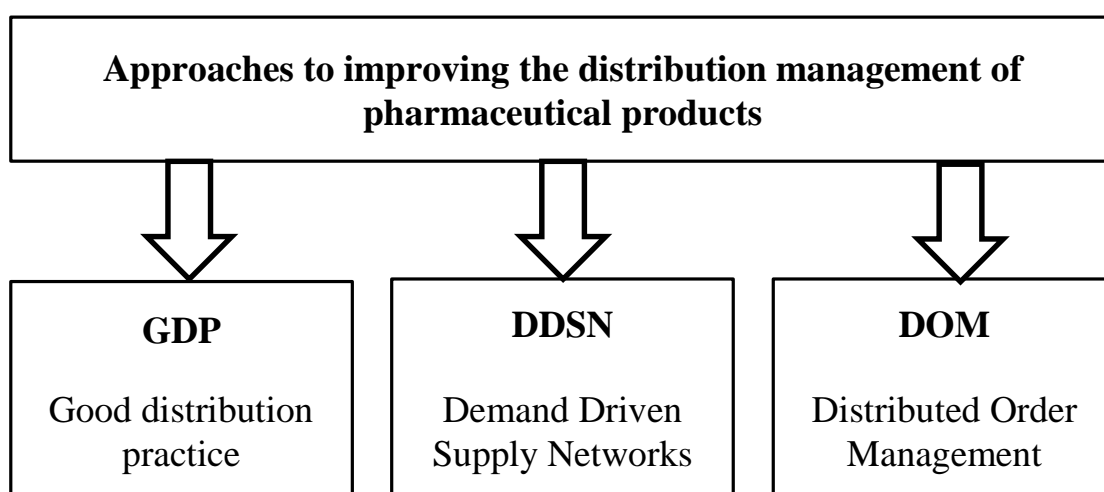 Approaches to improving the distribution management of
pharmaceutical products
GDP
Good distribution
practice
DDSN
Demand Driven
Supply Networks
DOM
Distributed Order
Management